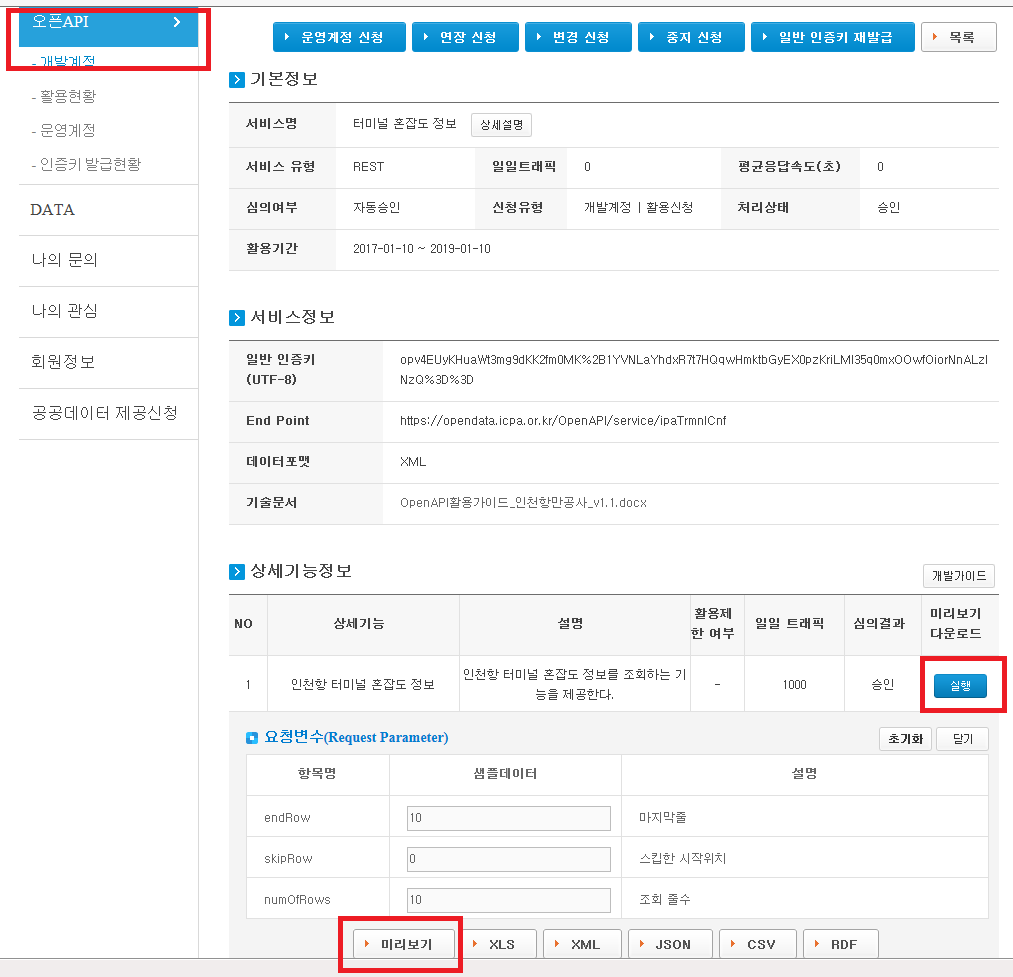 오픈API
- 개발계정
- 활용현황
- 운영계정
- 인증키 발급현황
DATA
나의 문의
나의 관심
회원정보
공공데이터 제공신청
운영계정 신청 연장 신청 변경 신청 중지 신청 일반 인증키 재발급 목록
기본정보
서비스명 터미널 혼잡도 정보 상세설명
서비스 유형 REST 일일트래픽 0 평균응답속도(초) 0
심의여부 자동승인 신청유형 개발계정 | 활용신청 처리상태 승인
활용기간 2017-01-10 ~ 2019-01-10
서비스정보
일반 인증키
(UTF-8)
opv4EUyKHuaWt3mg9dKK2fm0MK%2B1YVNLaYhdxR7t7HQqwHmktbGyEX0pzKriLMI35q0mxOOwfOiorNnALzI
NzQ%3D%3D
End Point https://opendata.icpa.or.kr/OpenAPI/service/ipaTrmnlCnf
데이터포맷 XML
기술문서 OpenAPI활용가이드_인천항만공사_v1.1.docx
상세기능정보 개발가이드
NO 상세기능 설명 활용제
한 여부 일일 트래픽 심의결과 미리보기
다운로드
1 인천항 터미널 혼잡도 정보 인천항 터미널 혼잡도 정보를 조회하는 기
능을 제공한다. - 1000 승인 실행
요청변수(Request Parameter) 초기화 닫기
항목명 샘플데이터 설명
endRow 10 마지막줄
skipRow 0 스킵한 시작위치
numOfRows 10 조회 줄수
미리보기 XLS XML JSON CSV RDF